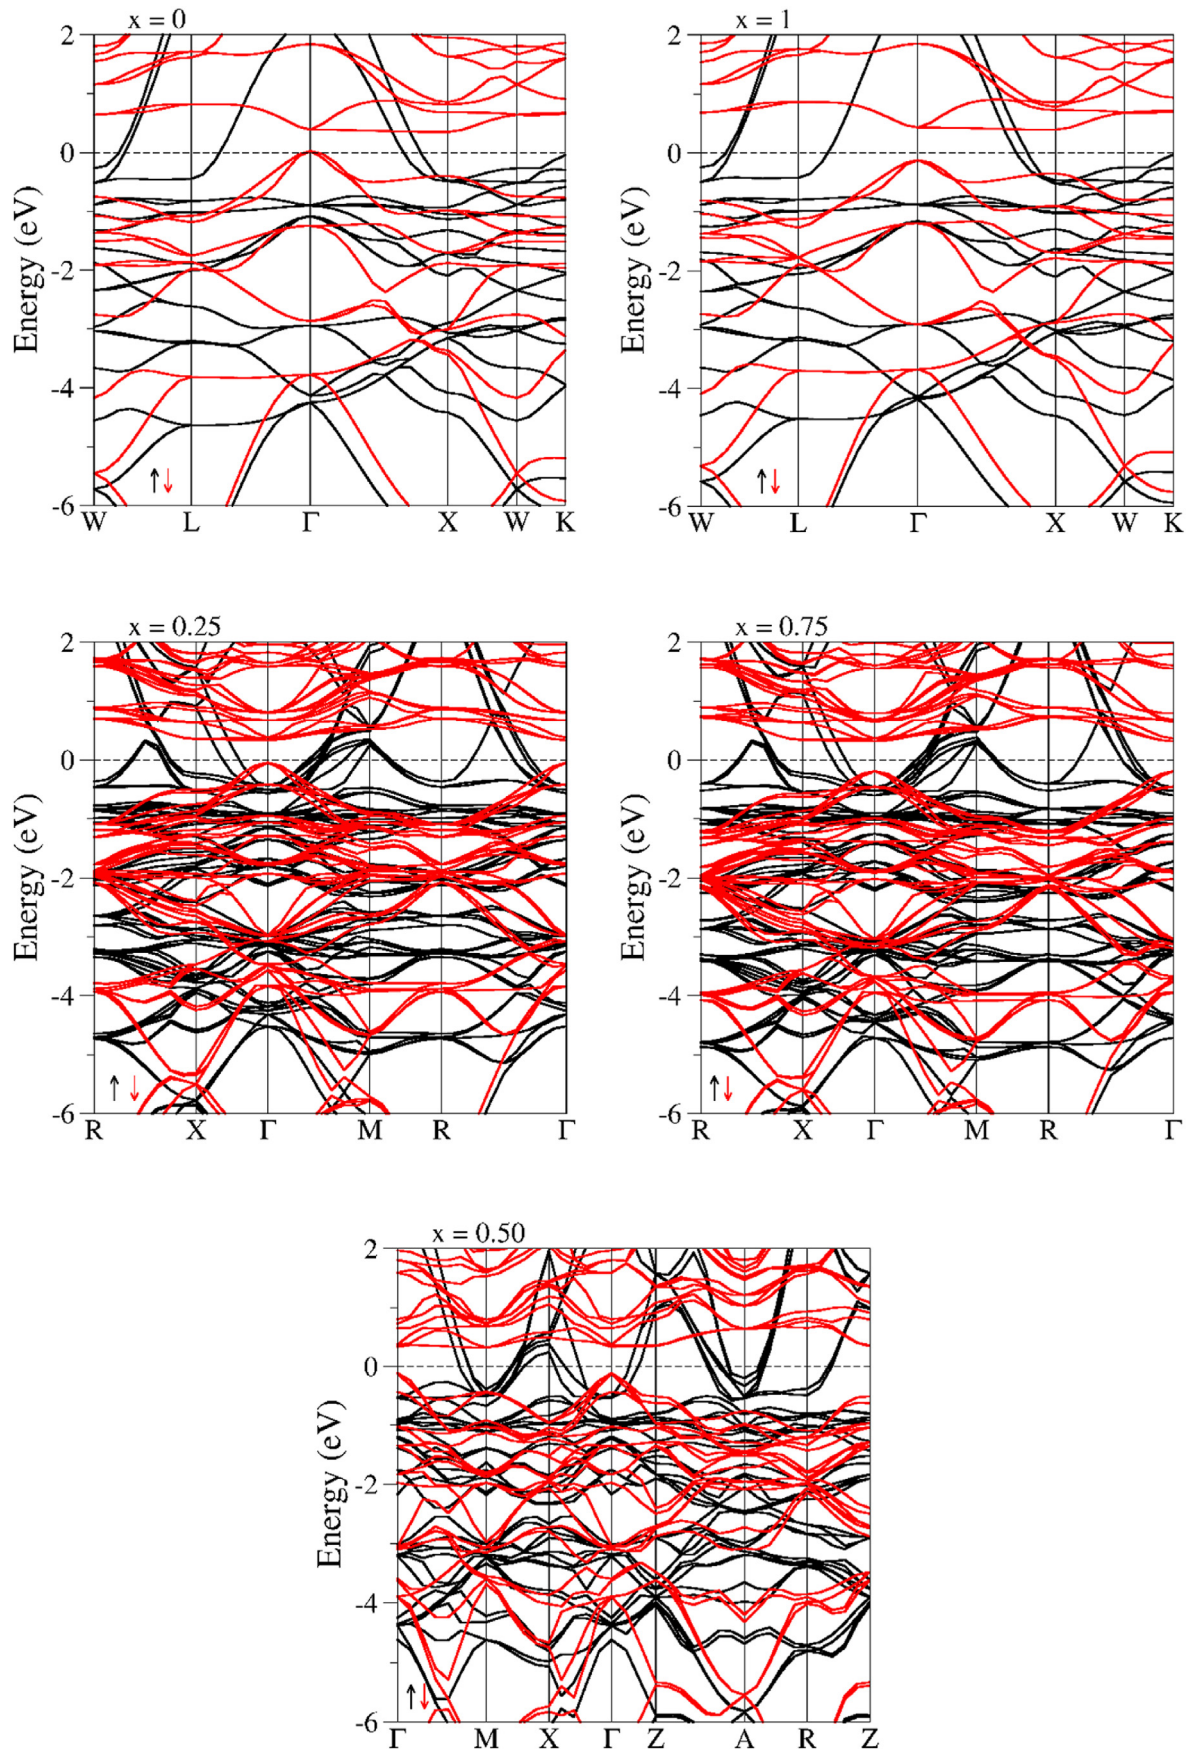 x = 0
2
0
-2
-4
-6
Energy (eV)
↑↓
W L Γ X W K
x = 1
2
0
-2
-4
-6
Energy (eV)
↑↓
W L Γ X W K
x = 0.25
2
0
-2
-4
-6
Energy (eV)
↑↓
R X Γ M R Γ
x = 0.75
2
0
-2
-4
-6
Energy (eV)
↑↓
R X Γ M R Γ
x = 0.50
2
0
-2
-4
-6
Energy (eV)
↑↓
Γ M X Γ Z A R Z